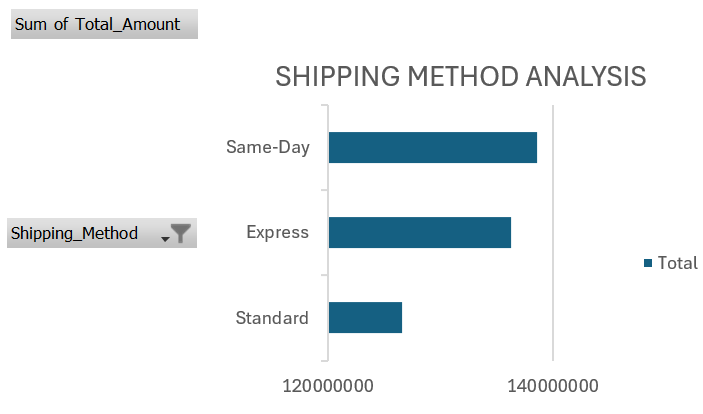 Sum of Total_Amount
SHIPPING METHOD ANALYSIS
Same-Day
Express
Shipping_Method
Total
Standard
120000000
140000000